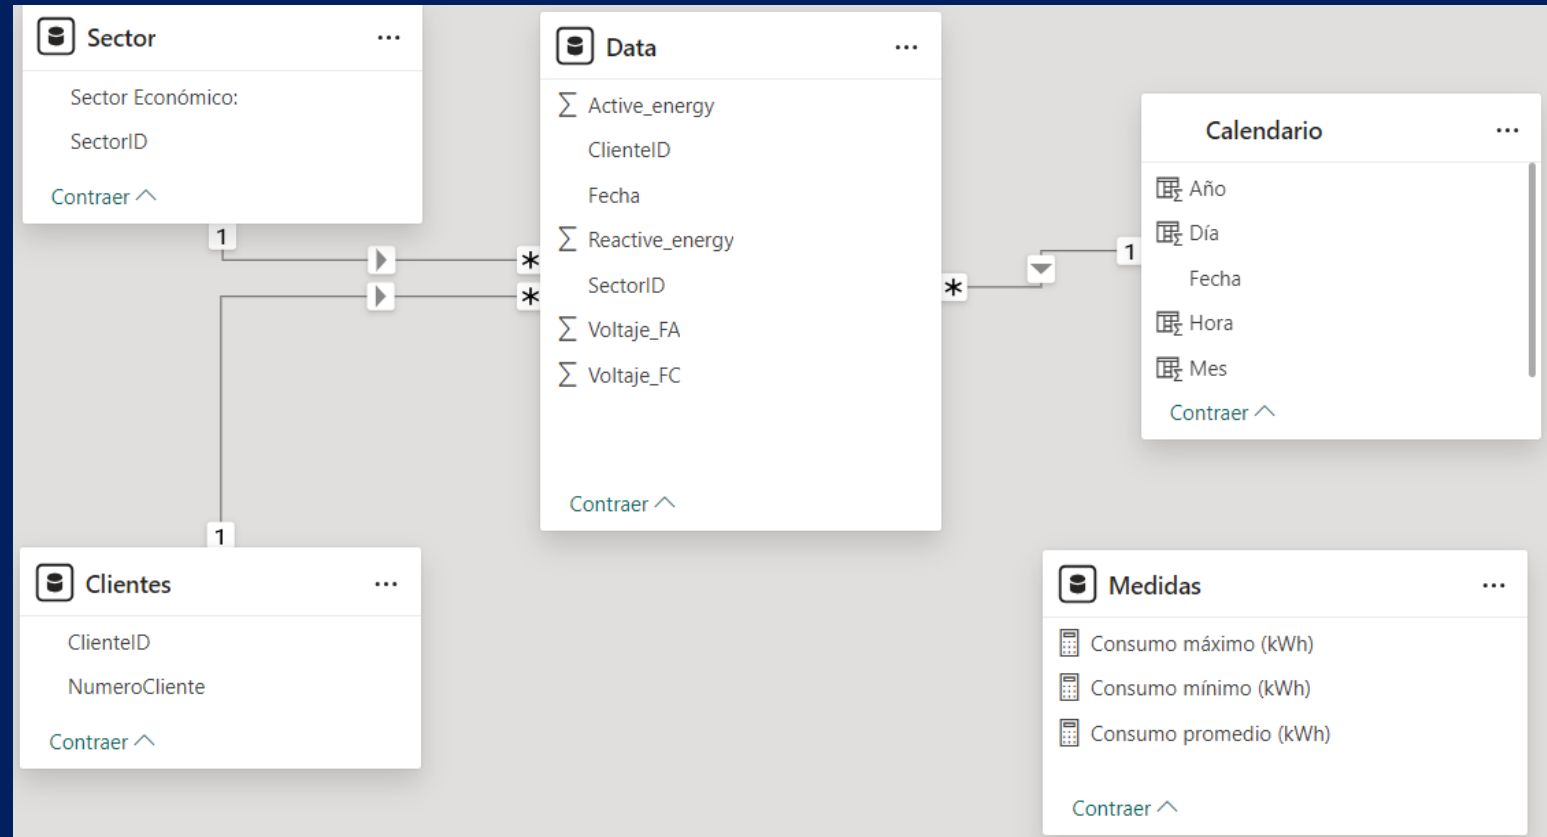 Sector
Sector Económico:
SectorID
Contraer
1
Data
Active_energy
ClienteID
Fecha
Reactive_energy
SectorID
Voltaje_FA
Voltaje_FC
Contraer
*
*
*
1
Calendario
Año
Día
Fecha
Hora
Mes
Contraer
1
Clientes
ClienteID
NumeroCliente
Contraer
Medidas
Consumo máximo (kWh)
Consumo mínimo (kWh)
Consumo promedio (kWh)
Contraer